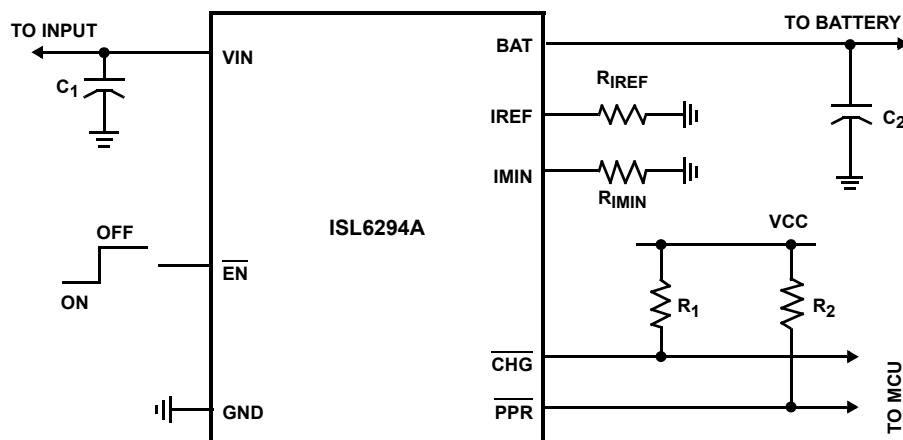 TO INPUT
TO BATTERY
VIN
BAT
C1
RIREF
IREF
C2
IMIN
RIMIN
ISL6294A
VCC
OFF
EN
ON
R1
R2
CHG
GND
PPR
TO MCU